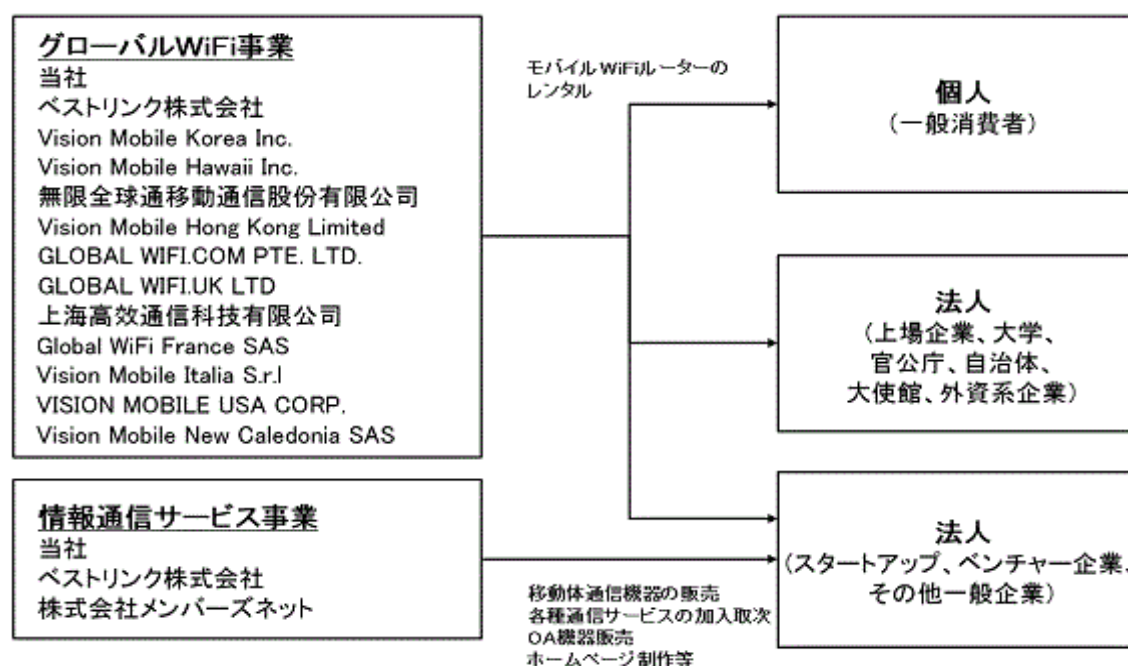 グローバルWiFi事業
当社
ベストリンク株式会社
Vision Mobile Korea Inc.
Vision Mobile Hawaii Inc.
無限全球通移動通信股份有限公司
Vision Mobile Hong Kong Limited
GLOBAL WIFI.COM PTE. LTD.
GLOBAL WIFI.UK LTD
上海高效通信科技有限公司
Global WiFi France SAS
Vision Mobile Italia S.r.l
VISION MOBILE USA CORP.
Vision Mobile New Caledonia SAS
モバイルWiFiルーターの
レンタル
個人
（一般消費者）
法人
（上場企業、大学、
官公庁、自治体、
大使館、外資系企業）
情報通信サービス事業
当社
ベストリンク株式会社
株式会社メンバーズネット
移動体通信機器の販売
各種通信サービスの加入取次
OA機器販売
ホームページ制作等
法人
（スタートアップ、ベンチャー企業、
その他一般企業）